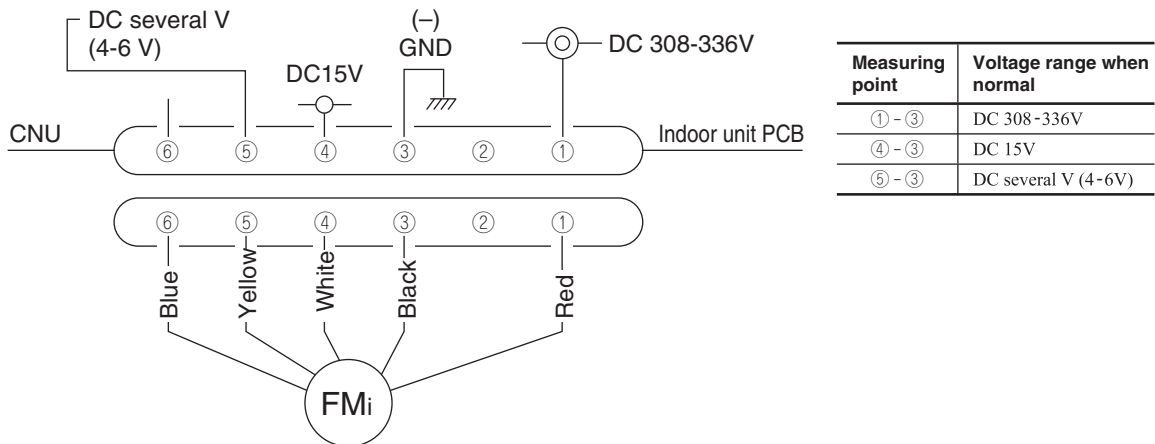 DC several V
(4-6 V)
DC15V
(–)
GND
DC 308-336V
CNU
⑥ ⑤ ④ ③ ② ①
Indoor unit PCB
⑥ ⑤ ④ ③ ② ①
Blue
Yellow
White
Black
Red
FMi
Measuring point Voltage range when normal
①-③ DC 308-336V
④-③ DC 15V
⑤-③ DC several V (4-6V)